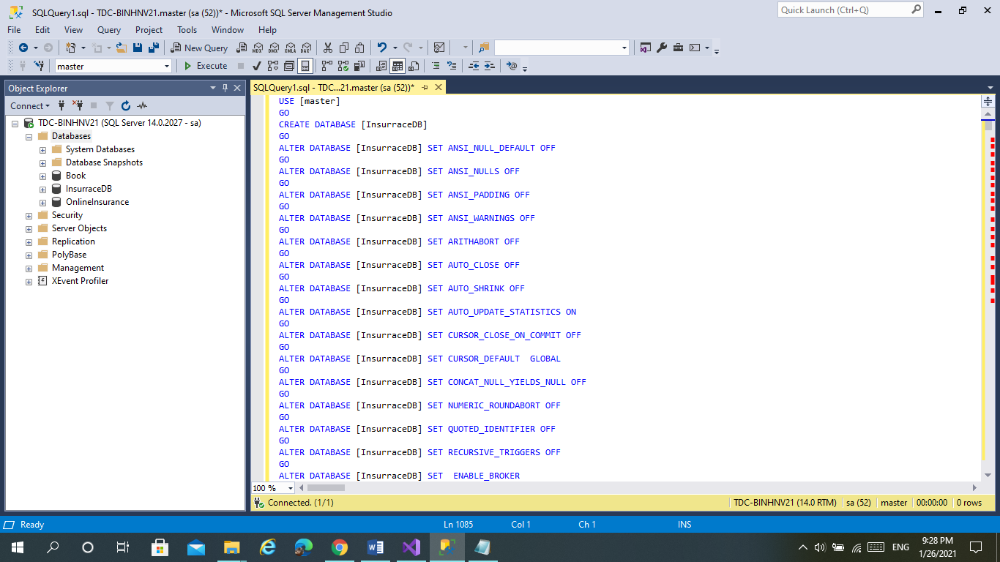 SQLQuery1.sql - TDC-BINHNV21.master (sa (52))* - Microsoft SQL Server Management Studio
Quick Launch (Ctrl+Q)
File Edit View Query Project Tools Window Help
New Query MDX DMX XMLA DAX
master Execute
Object Explorer
SQLQuery1.sql - TDC...21.master (sa (52))*
Connect
TDC-BINHNV21 (SQL Server 14.0.2027 - sa)
Databases
System Databases
Database Snapshots
Book
InsurraceDB
OnlineInsurance
Security
Server Objects
Replication
PolyBase
Management
XEvent Profiler
USE [master]
GO
CREATE DATABASE [InsurraceDB]
GO
ALTER DATABASE [InsurraceDB] SET ANSI_NULL_DEFAULT OFF
GO
ALTER DATABASE [InsurraceDB] SET ANSI_NULLS OFF
GO
ALTER DATABASE [InsurraceDB] SET ANSI_PADDING OFF
GO
ALTER DATABASE [InsurraceDB] SET ANSI_WARNINGS OFF
GO
ALTER DATABASE [InsurraceDB] SET ARITHABORT OFF
GO
ALTER DATABASE [InsurraceDB] SET AUTO_CLOSE OFF
GO
ALTER DATABASE [InsurraceDB] SET AUTO_SHRINK OFF
GO
ALTER DATABASE [InsurraceDB] SET AUTO_UPDATE_STATISTICS ON
GO
ALTER DATABASE [InsurraceDB] SET CURSOR_CLOSE_ON_COMMIT OFF
GO
ALTER DATABASE [InsurraceDB] SET CURSOR_DEFAULT  GLOBAL
GO
ALTER DATABASE [InsurraceDB] SET CONCAT_NULL_YIELDS_NULL OFF
GO
ALTER DATABASE [InsurraceDB] SET NUMERIC_ROUNDABORT OFF
GO
ALTER DATABASE [InsurraceDB] SET QUOTED_IDENTIFIER OFF
GO
ALTER DATABASE [InsurraceDB] SET RECURSIVE_TRIGGERS OFF
GO
ALTER DATABASE [InsurraceDB] SET  ENABLE_BROKER
100 %
Connected. (1/1) TDC-BINHNV21 (14.0 RTM) sa (52) master 00:00:00 0 rows
Ready Ln 1085 Col 1 Ch 1 INS
ENG 9:28 PM
1/26/2021